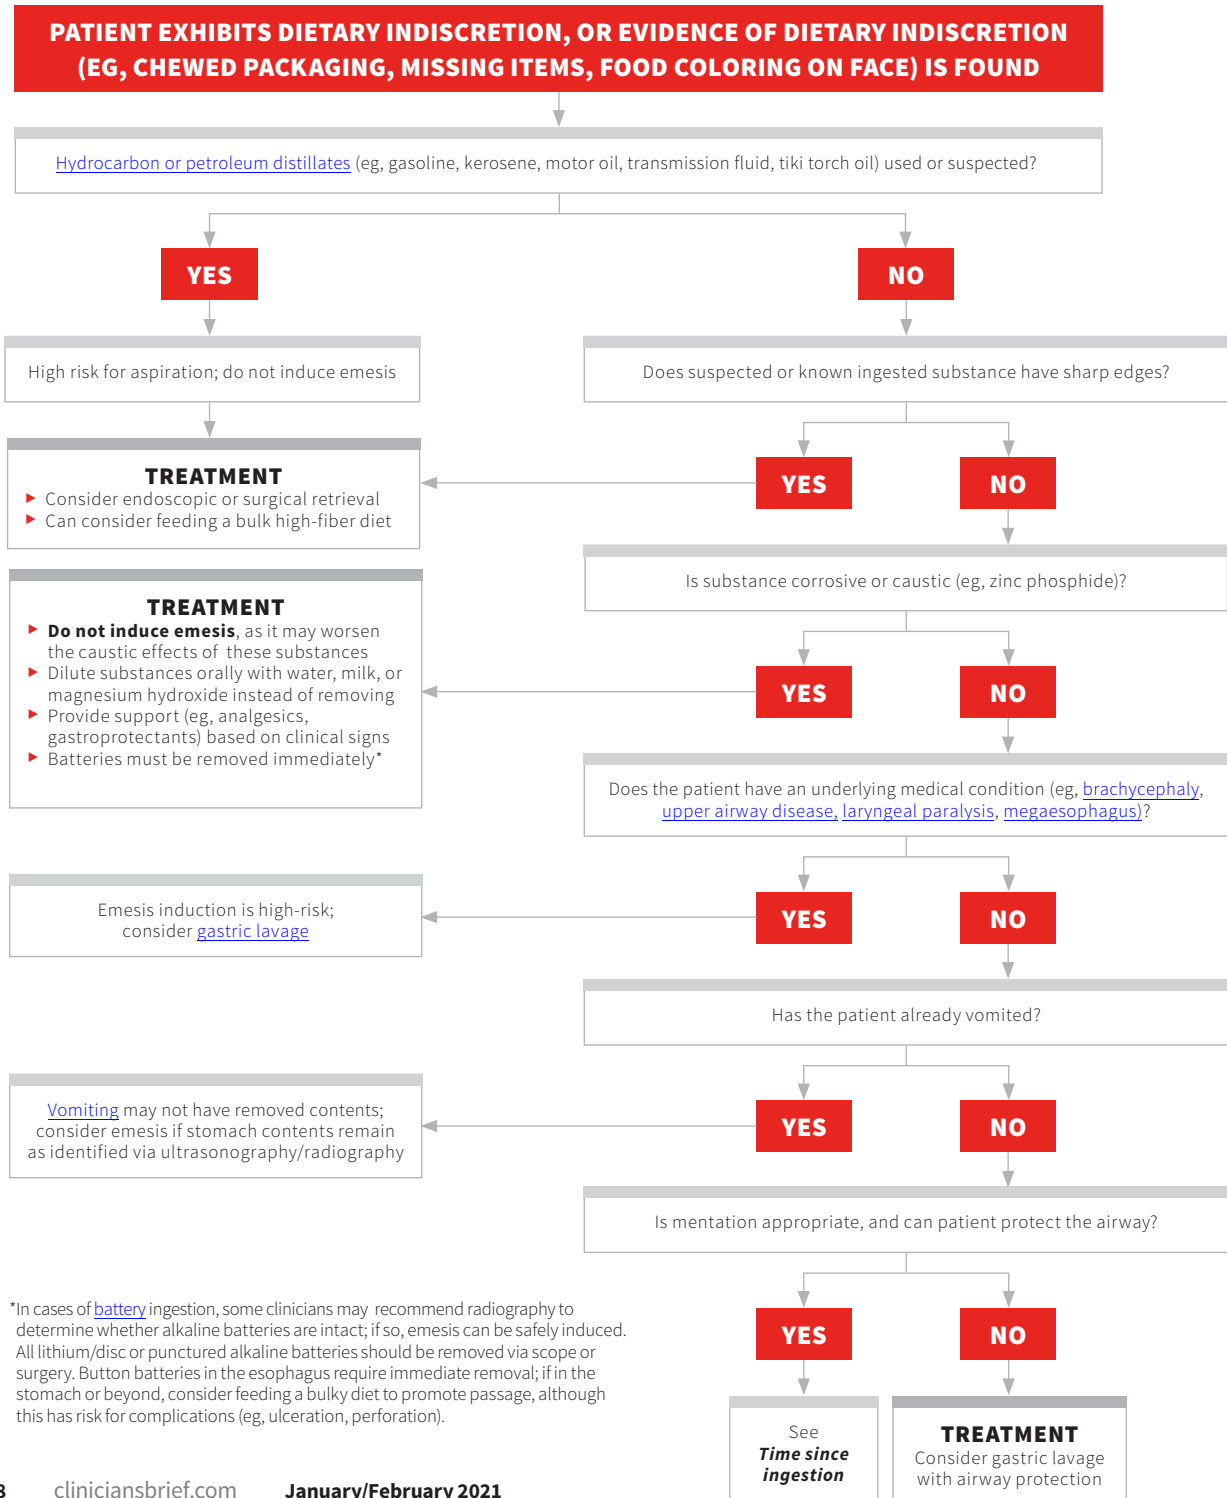 PATIENT EXHIBITS DIETARY INDISCRETION, OR EVIDENCE OF DIETARY INDISCRETION
(EG, CHEWED PACKAGING, MISSING ITEMS, FOOD COLORING ON FACE) IS FOUND
Hydrocarbon or petroleum distillates (eg, gasoline, kerosene, motor oil, transmission fluid, tiki torch oil) used or suspected?
YES
NO
High risk for aspiration; do not induce emesis
Does suspected or known ingested substance have sharp edges?
TREATMENT
► Consider endoscopic or surgical retrieval
► Can consider feeding a bulk high-fiber diet
YES
NO
Is substance corrosive or caustic (eg, zinc phosphide)?
TREATMENT
► Do not induce emesis, as it may worsen
the caustic effects of these substances
► Dilute substances orally with water, milk, or
magnesium hydroxide instead of removing
► Provide support (eg, analgesics,
gastroprotectants) based on clinical signs
► Batteries must be removed immediately*
YES
NO
Does the patient have an underlying medical condition (eg, brachycephaly,
upper airway disease, laryngeal paralysis, megaesophagus)?
Emesis induction is high-risk;
consider gastric lavage
YES
NO
Has the patient already vomited?
Vomiting may not have removed contents;
consider emesis if stomach contents remain
as identified via ultrasonography/radiography
YES
NO
Is mentation appropriate, and can patient protect the airway?
*In cases of battery ingestion, some clinicians may recommend radiography to
determine whether alkaline batteries are intact; if so, emesis can be safely induced.
All lithium/disc or punctured alkaline batteries should be removed via scope or
surgery. Button batteries in the esophagus require immediate removal; if in the
stomach or beyond, consider feeding a bulky diet to promote passage, although
this has risk for complications (eg, ulceration, perforation).
YES
NO
See
Time since
ingestion
TREATMENT
Consider gastric lavage
with airway protection
8 cliniciansbrief.com January/February 2021